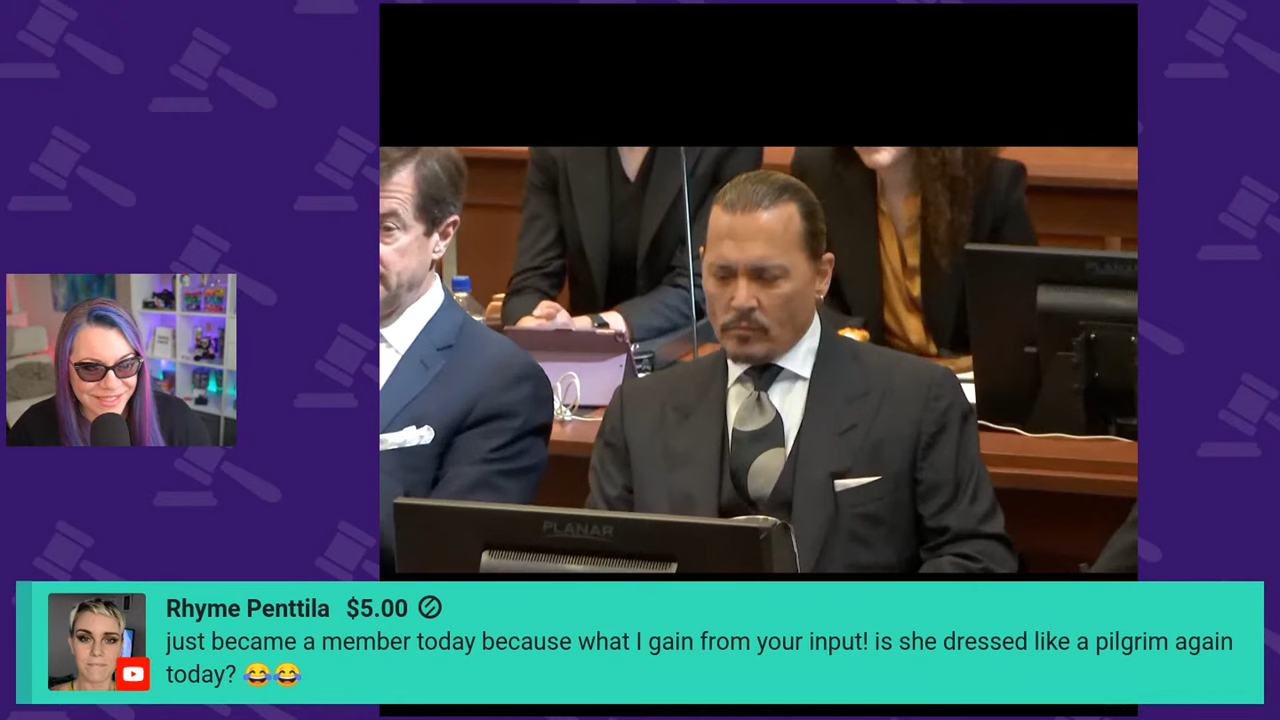 PLANAR
PLANAR
Rhyme Penttila $5.00
just became a member today because what I gain from your input! is she dressed like a pilgrim again
today? 😂😂